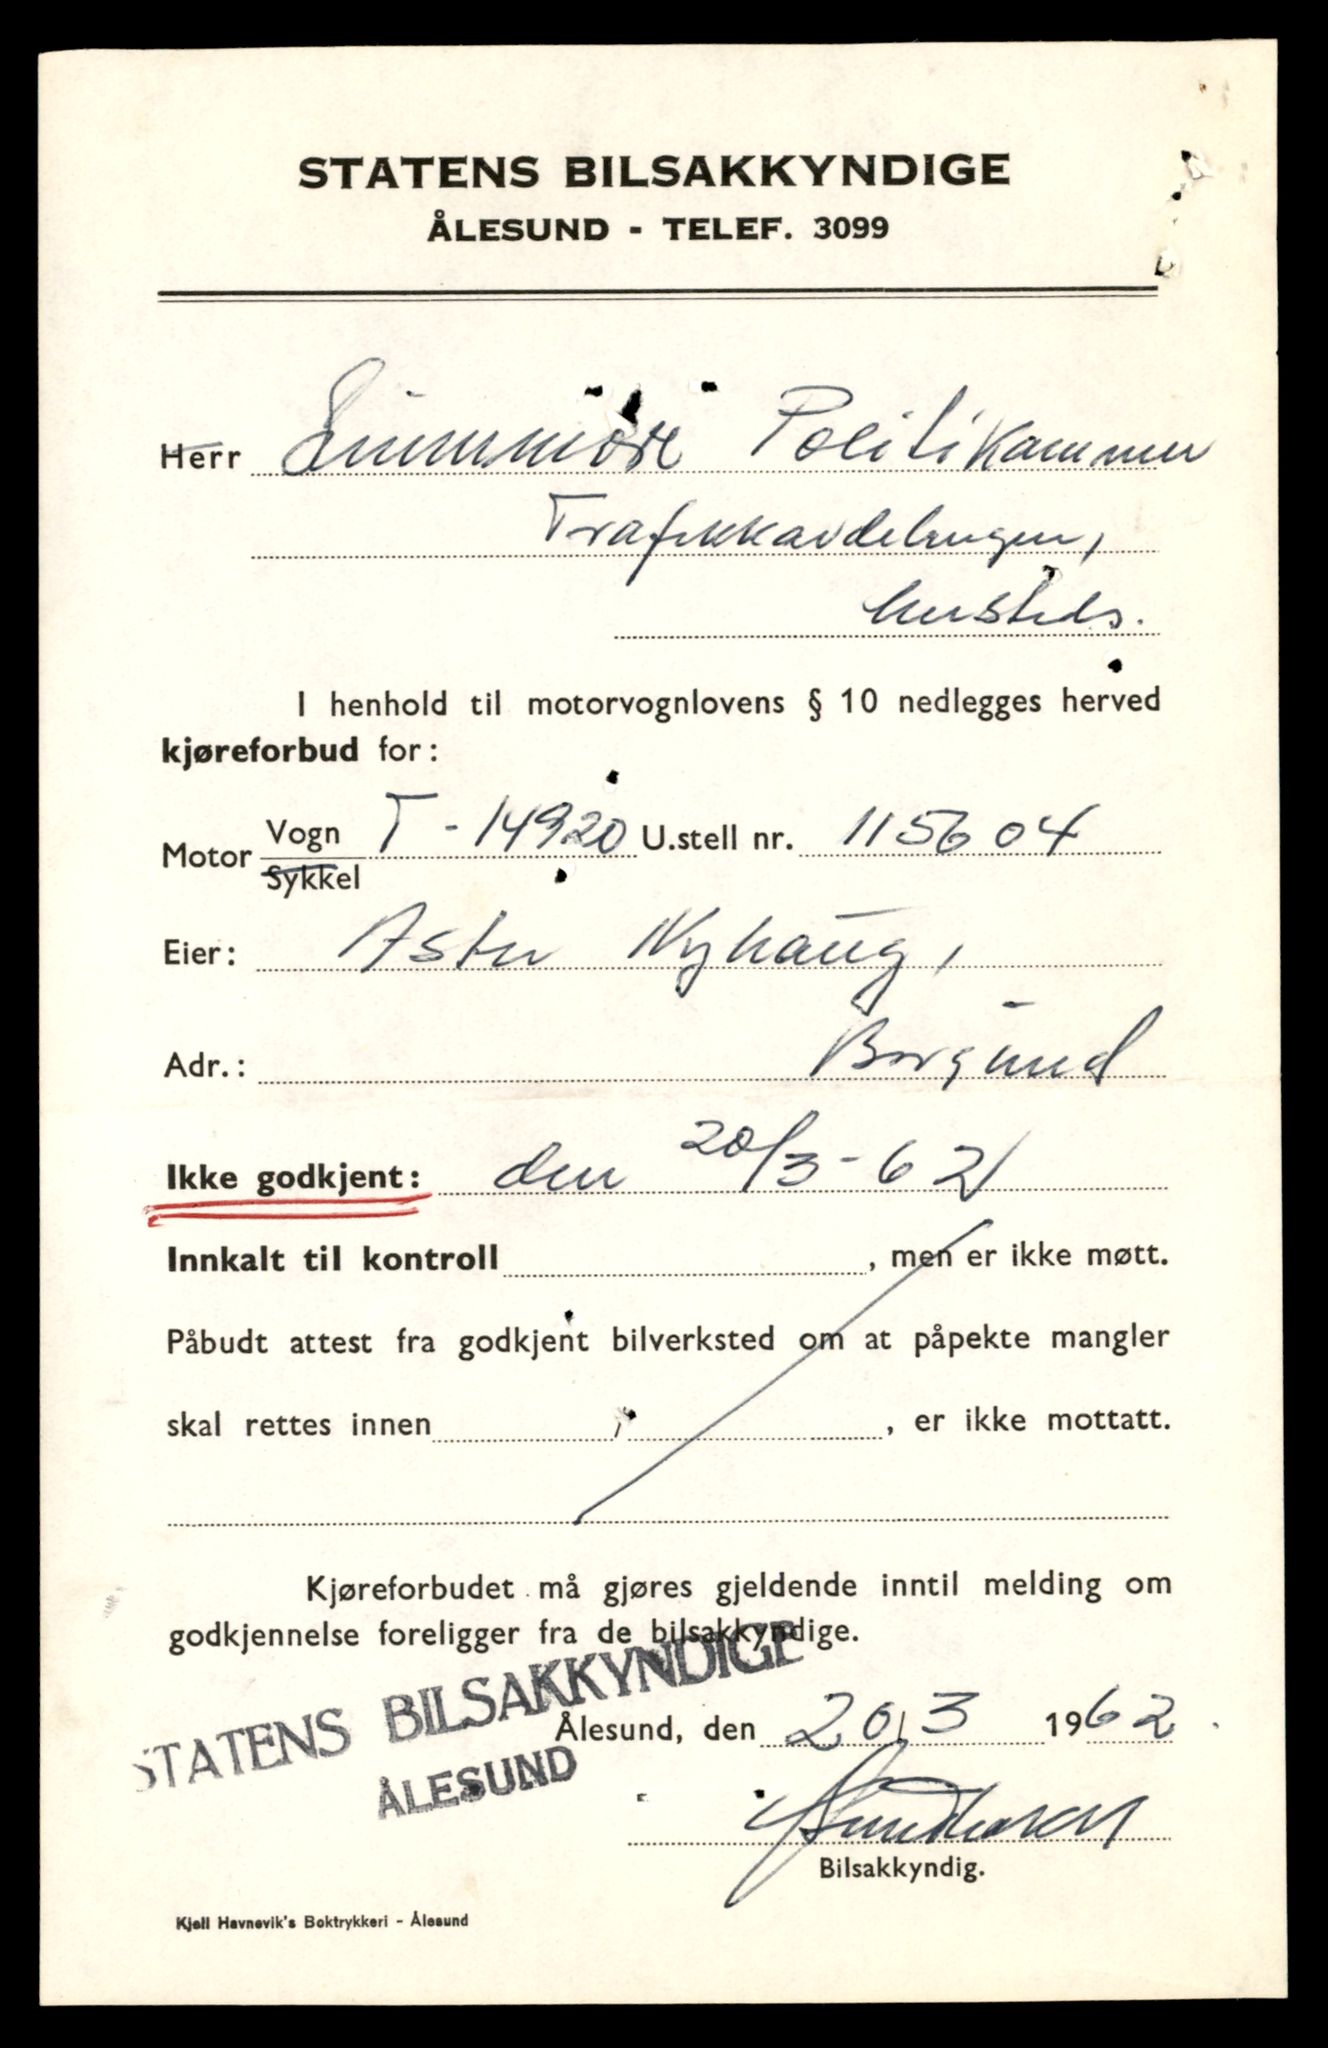 STATENS BILSAKKYNDIGE
ÅLESUND - TELEF. 3099
Herr Sunnmöre Politikammer
Trafikkavdelingen,
hersteds.
I henhold til motorvognlovens § 10 nedlegges herved
kjøreforbud for:
Motor Vogn T - 14920 U.stell nr. 115604
Sykkel
Eier: Aster Nyhaug,
Adr.: Borgund
Ikke godkjent: den 20/3-62
Innkalt til kontroll , men er ikke møtt.
Påbudt attest fra godkjent bilverksted om at påpekte mangler
skal rettes innen , er ikke mottatt.
Kjøreforbudet må gjøres gjeldende inntil melding om
godkjennelse foreligger fra de bilsakkyndige.
STATENS BILSAKKYNDIGE
ÅLESUND
Ålesund, den 20/3 1962.
Bilsakkyndig.
Kjell Havnevik's Boktrykkeri - Ålesund